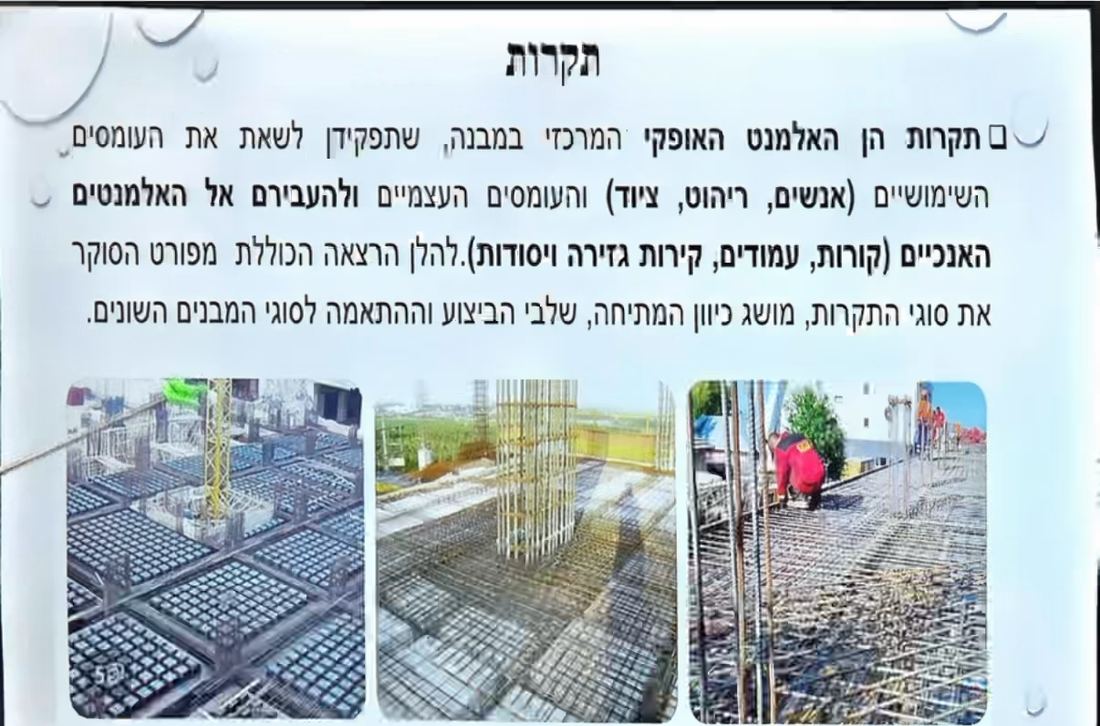 תקרות
❑ תקרות הן האלמנט האופקי המרכזי במבנה, שתפקידן לשאת את העומסים
השימושיים (אנשים, ריהוט, ציוד) והעומסים העצמיים ולהעבירם אל האלמנטים
האנכיים (קורות, עמודים, קירות גזירה ויסודות).להלן הרצאה הכוללת מפורט הסוקר
את סוגי התקרות, מושג כיוון המתיחה, שלבי הביצוע וההתאמה לסוגי המבנים השונים.